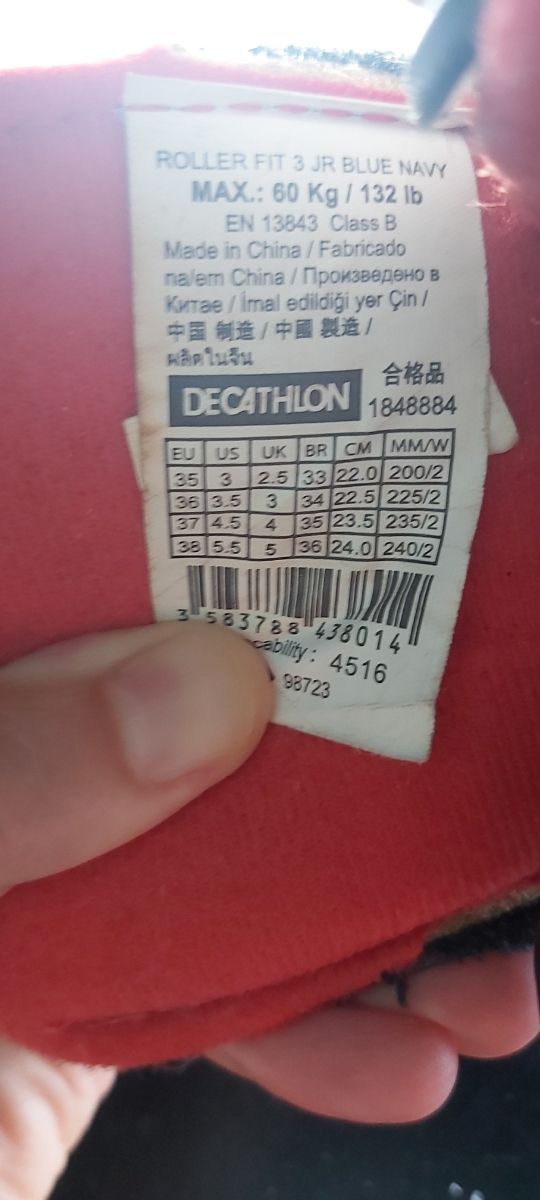 ROLLER FIT 3 JR BLUE NAVY
MAX.: 60 Kg / 132 lb
EN 13843 Class B
Made in China / Fabricado
na/em China / Произведено в
Китае / İmal edildiği yer Çin /
中国 制造 / 中國 製造 /
ผลิตในจีน
合格品
DECATHLON 1848884
EU US UK BR CM MM/W
35 3 2.5 33 22.0 200/2
36 3.5 3 34 22.5 225/2
37 4.5 4 35 23.5 235/2
38 5.5 5 36 24.0 240/2
3 583788 438014
4516
98723